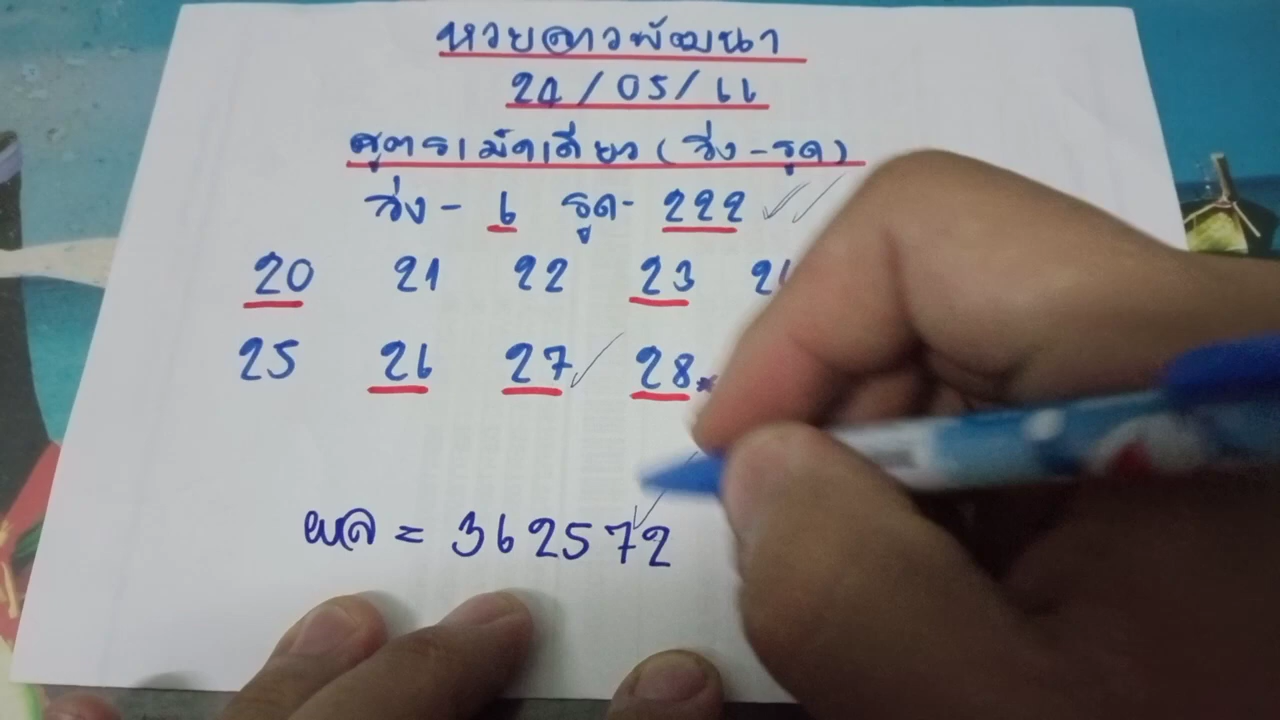 หวยลาวพัฒนา
24/05/66
สูตรเม็ดเดียว (วิ่ง-รูด)
วิ่ง - 6 รูด- 222
20 21 22 23
25 26 27 28
ผล = 362572